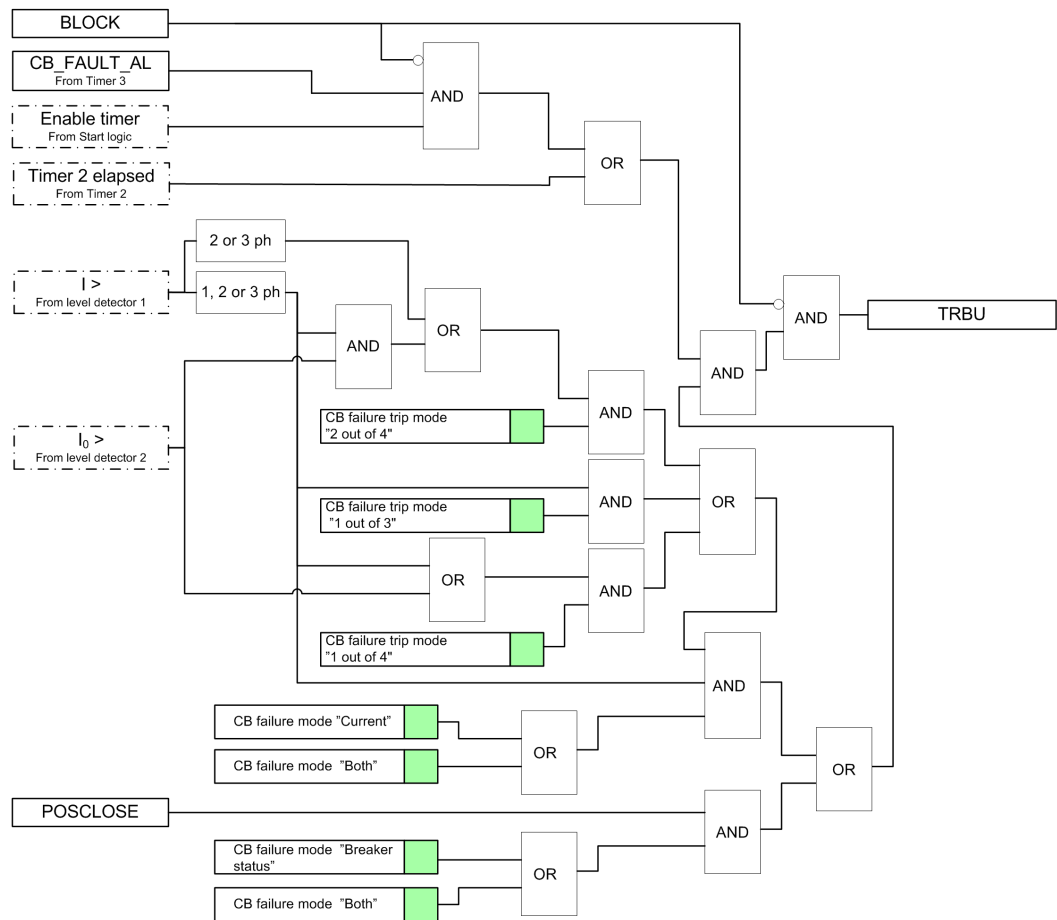 BLOCK
CB_FAULT_AL
From Timer 3
AND
Enable timer
From Start logic
OR
Timer 2 elapsed
From Timer 2
2 or 3 ph
I >
From level detector 1
1, 2 or 3 ph
AND
OR
AND
TRBU
AND
CB failure trip mode
"2 out of 4"
AND
I₀ >
From level detector 2
CB failure trip mode
"1 out of 3"
AND
OR
OR
AND
CB failure trip mode
"1 out of 4"
AND
CB failure mode "Current"
OR
CB failure mode "Both"
OR
POSCLOSE
AND
CB failure mode "Breaker
status"
OR
CB failure mode "Both"